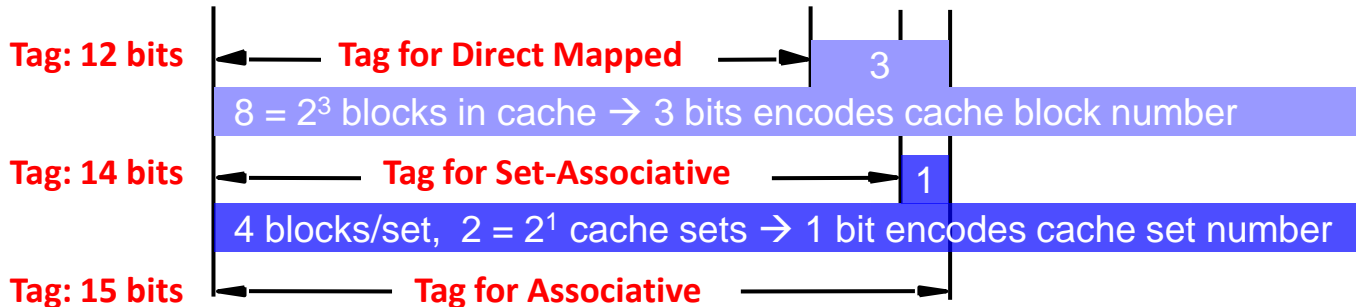 Tag: 12 bits Tag for Direct Mapped 3
8 = 2³ blocks in cache → 3 bits encodes cache block number
Tag: 14 bits Tag for Set-Associative 1
4 blocks/set, 2 = 2¹ cache sets → 1 bit encodes cache set number
Tag: 15 bits Tag for Associative